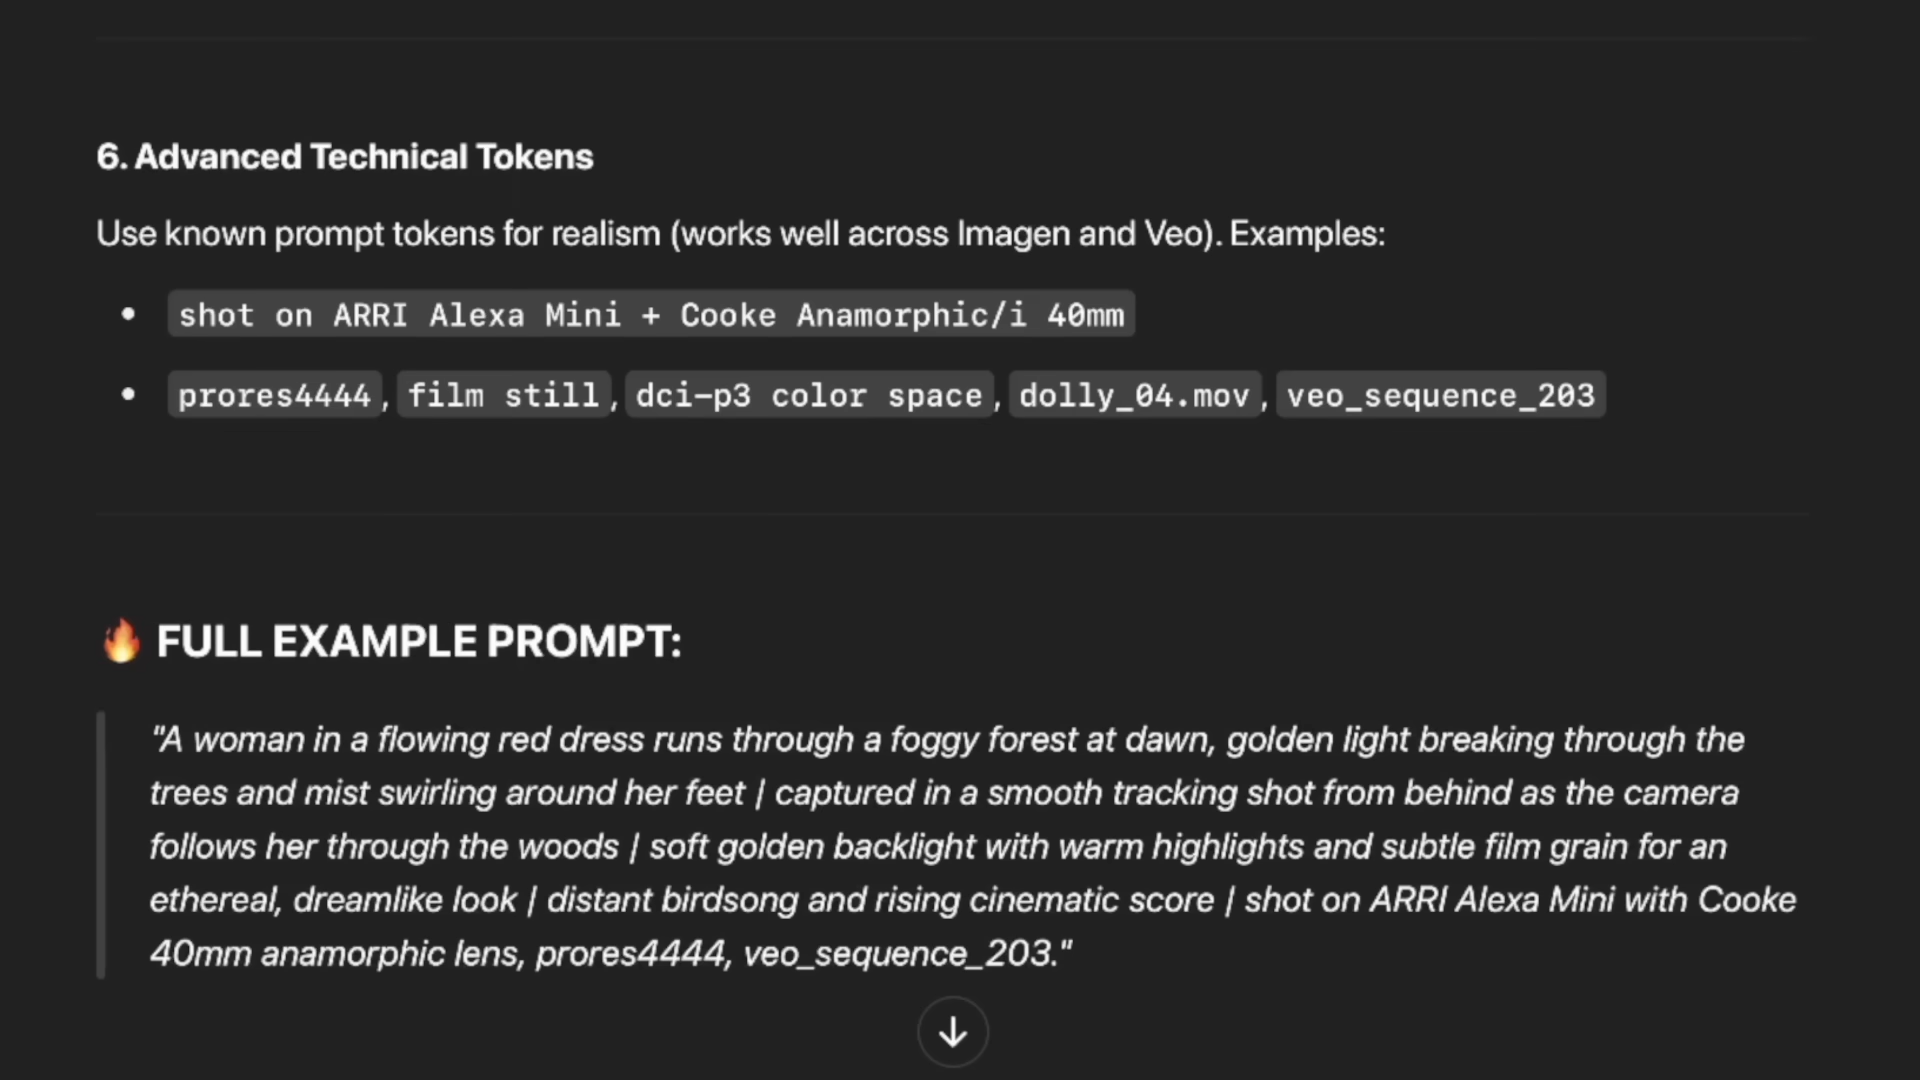 6. Advanced Technical Tokens
Use known prompt tokens for realism (works well across Imagen and Veo). Examples:
• shot on ARRI Alexa Mini + Cooke Anamorphic/i 40mm
• prores4444, film still, dci-p3 color space, dolly_04.mov, veo_sequence_203
🔥 FULL EXAMPLE PROMPT:
"A woman in a flowing red dress runs through a foggy forest at dawn, golden light breaking through the
trees and mist swirling around her feet | captured in a smooth tracking shot from behind as the camera
follows her through the woods | soft golden backlight with warm highlights and subtle film grain for an
ethereal, dreamlike look | distant birdsong and rising cinematic score | shot on ARRI Alexa Mini with Cooke
40mm anamorphic lens, prores4444, veo_sequence_203."